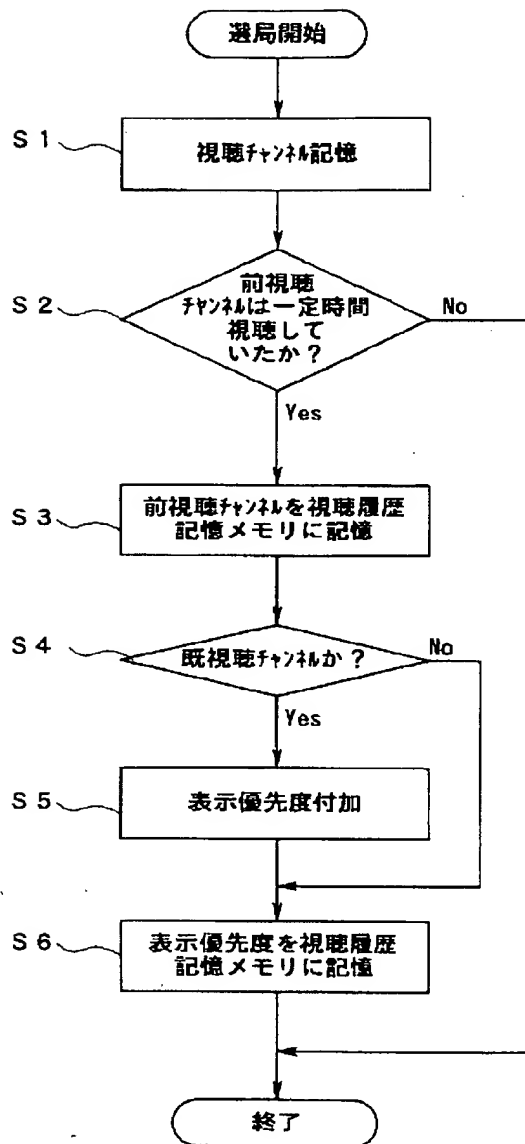 選局開始
S1
視聴チャンネル記憶
S2
前視聴
チャンネルは一定時間
視聴して
いたか？
No
Yes
S3
前視聴チャンネルを視聴履歴
記憶メモリに記憶
S4
既視聴チャンネルか？
No
Yes
S5
表示優先度付加
S6
表示優先度を視聴履歴
記憶メモリに記憶
終了